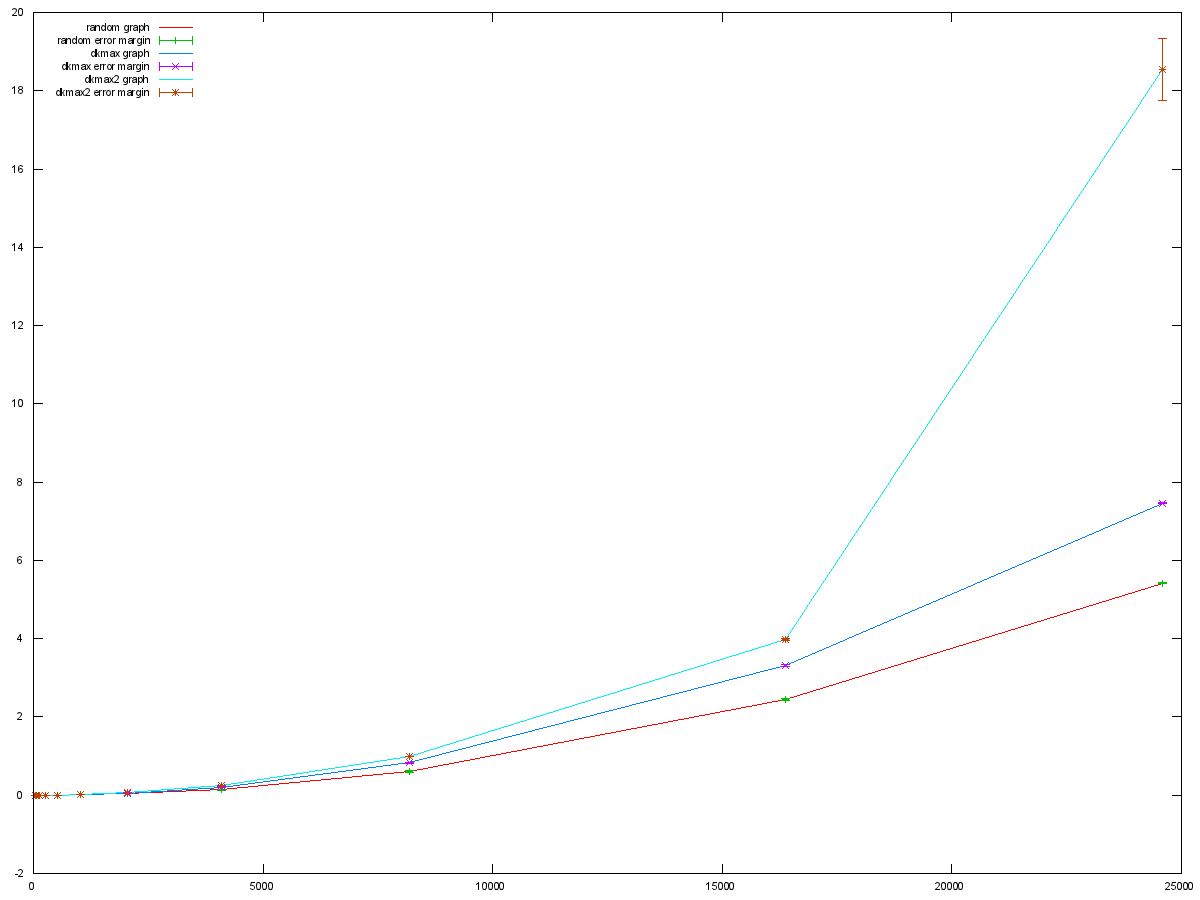 20
18
16
14
12
10
8
6
4
2
0
-2
random graph
random error margin
dkmax graph
dkmax error margin
dkmax2 graph
dkmax2 error margin
0 5000 10000 15000 20000 25000